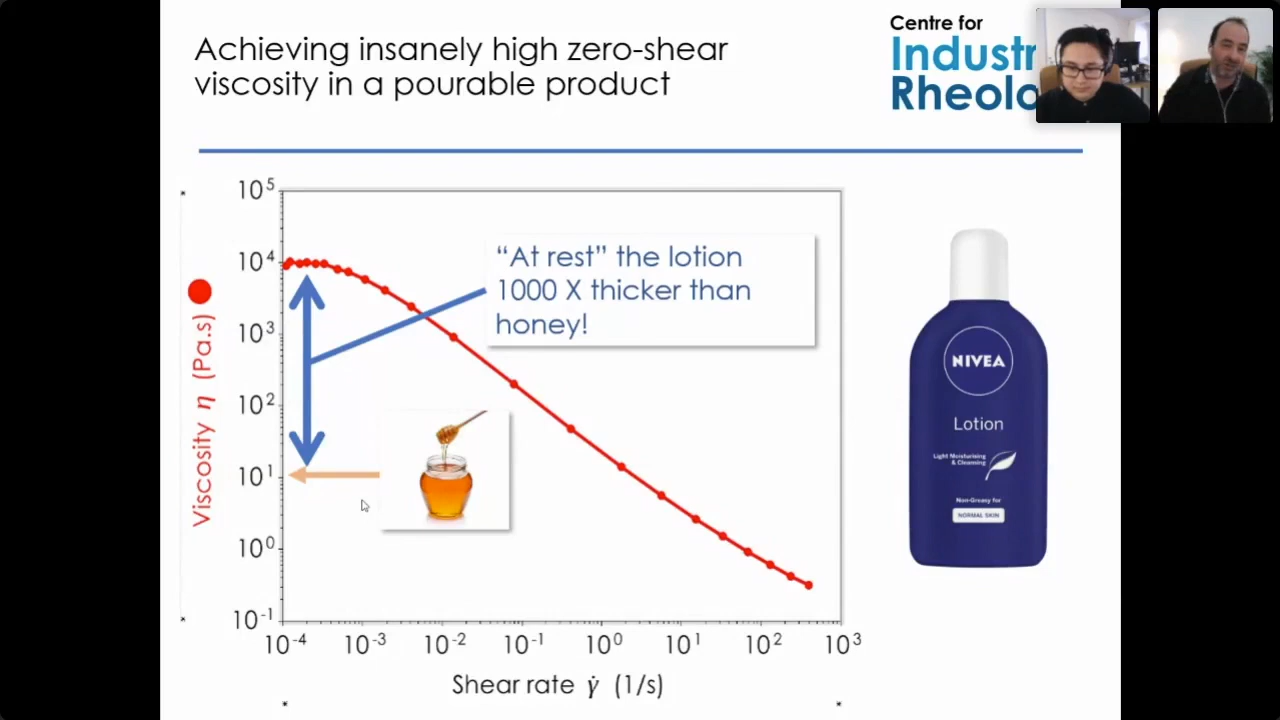 Achieving insanely high zero-shear
viscosity in a pourable product
Centre for
Industr
Rheolo
10^5
10^4
10^3
10^2
10^1
10^0
10^-1
Viscosity η (Pa.s)
“At rest” the lotion
1000 X thicker than
honey!
10^-4 10^-3 10^-2 10^-1 10^0 10^1 10^2 10^3
Shear rate γ̇ (1/s)
NIVEA
Lotion
Light Moisturising
& Cleansing
Non-Greasy for
NORMAL SKIN